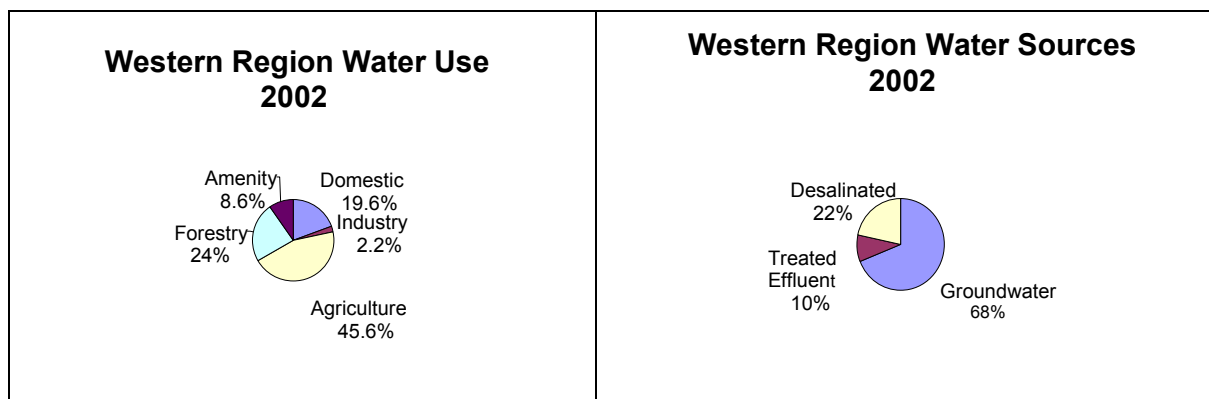 Western Region Water Use
2002
Amenity
8.6%
Domestic
19.6%
Industry
2.2%
Forestry
24%
Agriculture
45.6%
Western Region Water Sources
2002
Desalinated
22%
Treated
Effluent
10%
Groundwater
68%